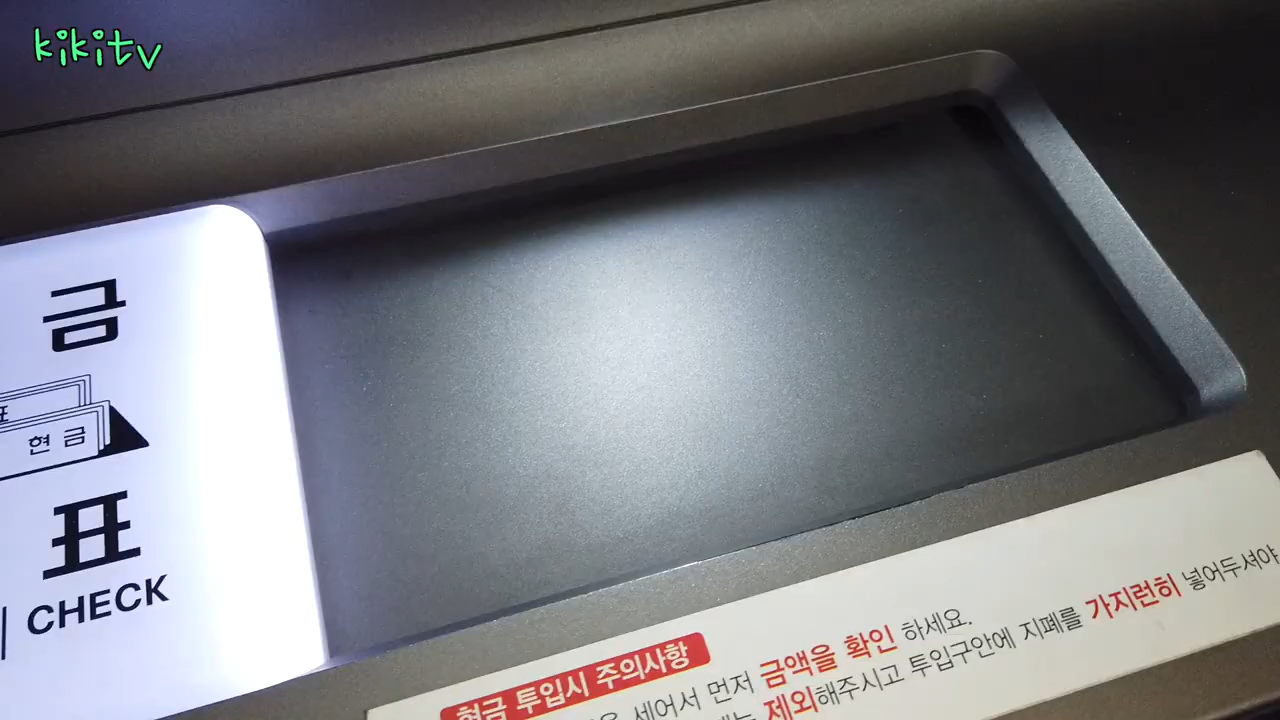 kikitv
금
표
현 금
표
CHECK
현금 투입시 주의사항
세어서 먼저 금액을 확인 하세요.
제외해주시고 투입구안에 지폐를 가지런히 넣어두셔야